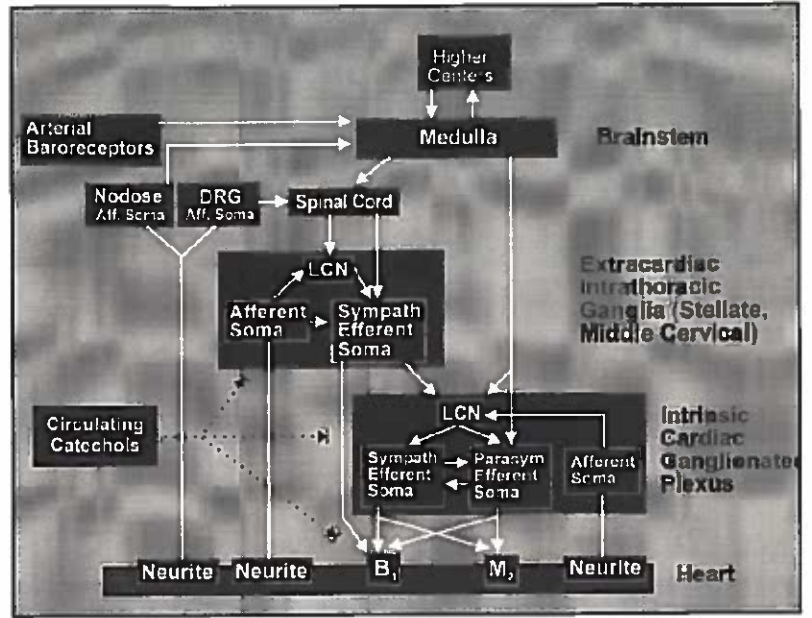 Higher
Centers
Arterial
Baroreceptors
Medulla
Brainstem
Nodose
Aff. Soma
DRG
Aff. Soma
Spinal Cord
LCN
Afferent
Soma
Sympath
Efferent
Soma
Extracardiac
Intrathoracic
Ganglia (Stellate,
Middle Cervical)
Circulating
Catechols
LCN
Sympath
Efferent
Soma
Parasym
Efferent
Soma
Afferent
Soma
Intrinsic
Cardiac
Ganglionated
Plexus
Neurite
Neurite
B1
M2
Neurite
Heart